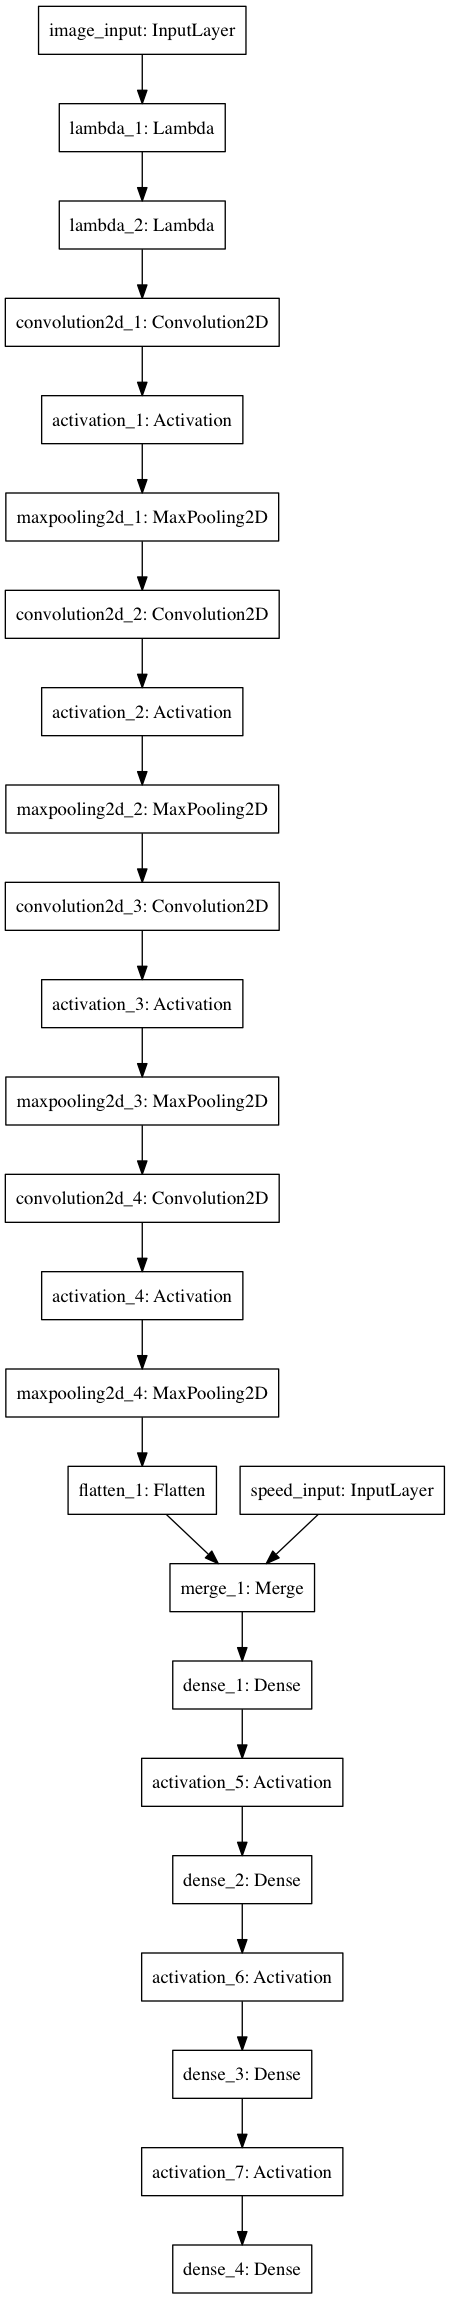 image_input: InputLayer
lambda_1: Lambda
lambda_2: Lambda
convolution2d_1: Convolution2D
activation_1: Activation
maxpooling2d_1: MaxPooling2D
convolution2d_2: Convolution2D
activation_2: Activation
maxpooling2d_2: MaxPooling2D
convolution2d_3: Convolution2D
activation_3: Activation
maxpooling2d_3: MaxPooling2D
convolution2d_4: Convolution2D
activation_4: Activation
maxpooling2d_4: MaxPooling2D
flatten_1: Flatten
speed_input: InputLayer
merge_1: Merge
dense_1: Dense
activation_5: Activation
dense_2: Dense
activation_6: Activation
dense_3: Dense
activation_7: Activation
dense_4: Dense